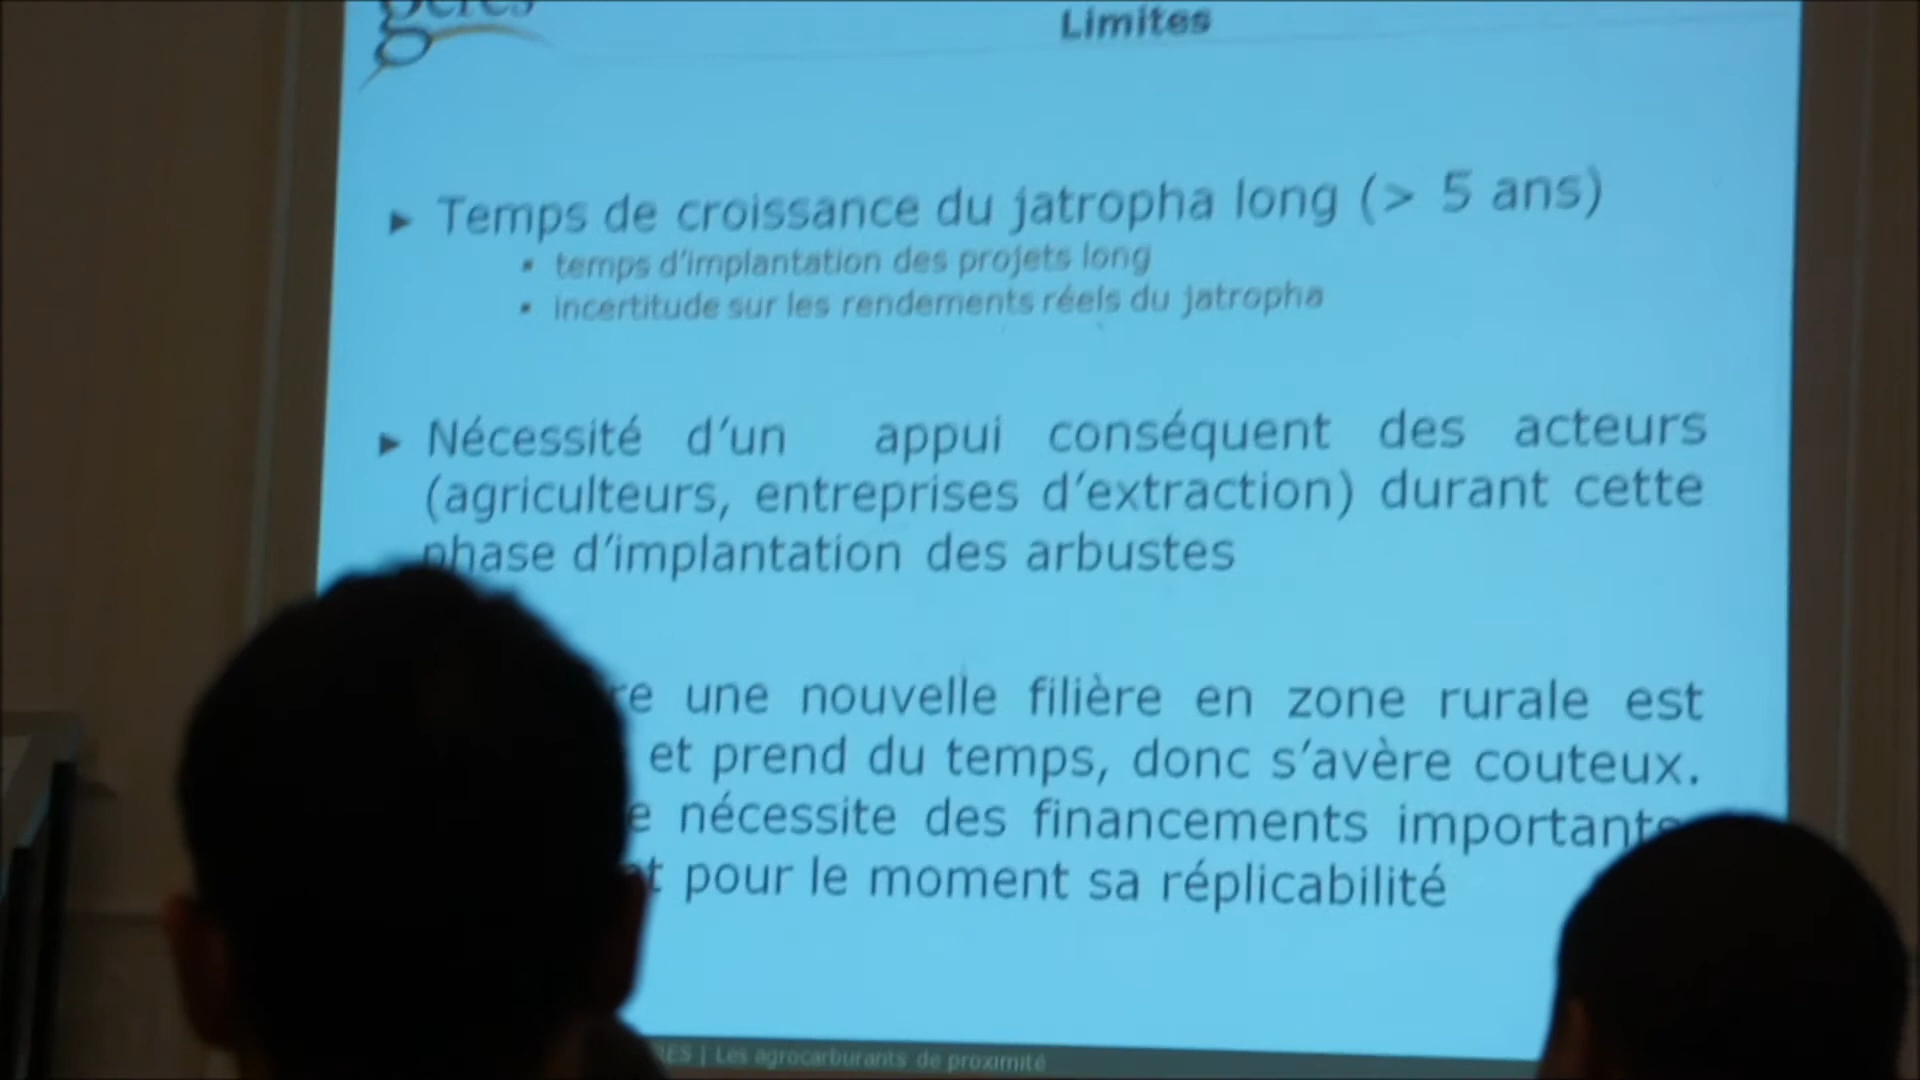 geres
Limites
► Temps de croissance du jatropha long (> 5 ans)
▪ temps d'implantation des projets long
▪ incertitude sur les rendements réels du jatropha
► Nécessité d'un appui conséquent des acteurs
(agriculteurs, entreprises d'extraction) durant cette
phase d'implantation des arbustes
une nouvelle filière en zone rurale est
et prend du temps, donc s'avère couteux.
nécessite des financements importants
pour le moment sa réplicabilité
| Les agrocarburants de proximité